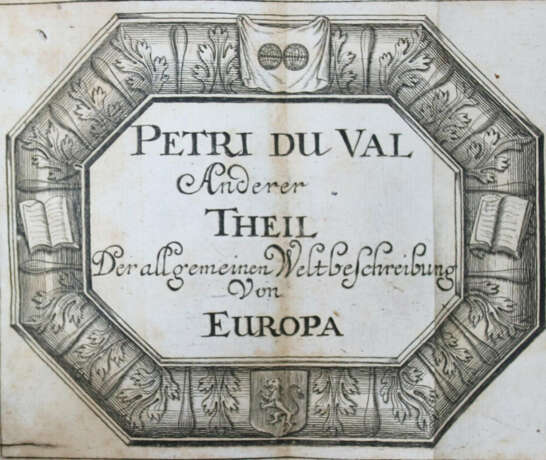 PETRI DU VAL
Anderer
THEIL
Der allgemeinen Weltbeſchreibung
Von
EUROPA